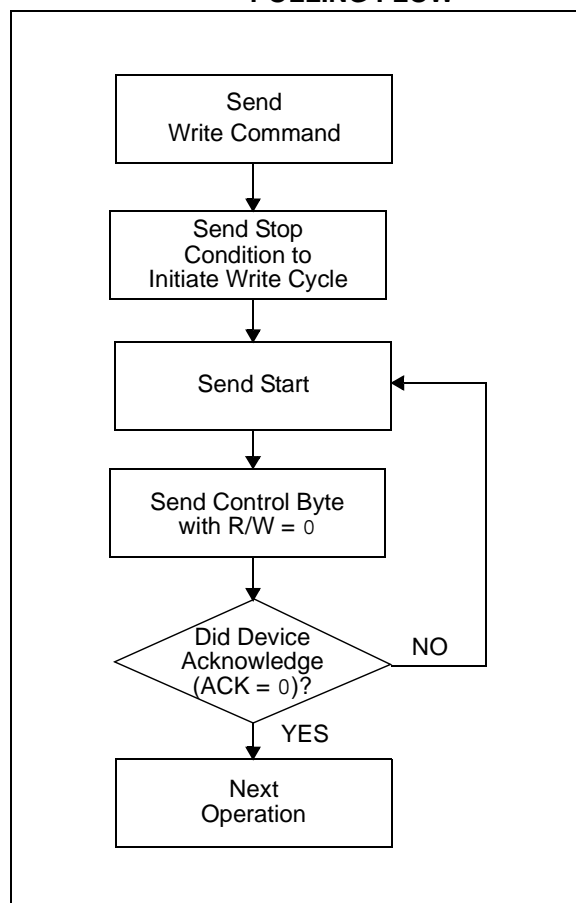 Send
Write Command
Send Stop
Condition to
Initiate Write Cycle
Send Start
Send Control Byte
with R/W = 0
Did Device
Acknowledge
(ACK = 0)?
NO
YES
Next
Operation